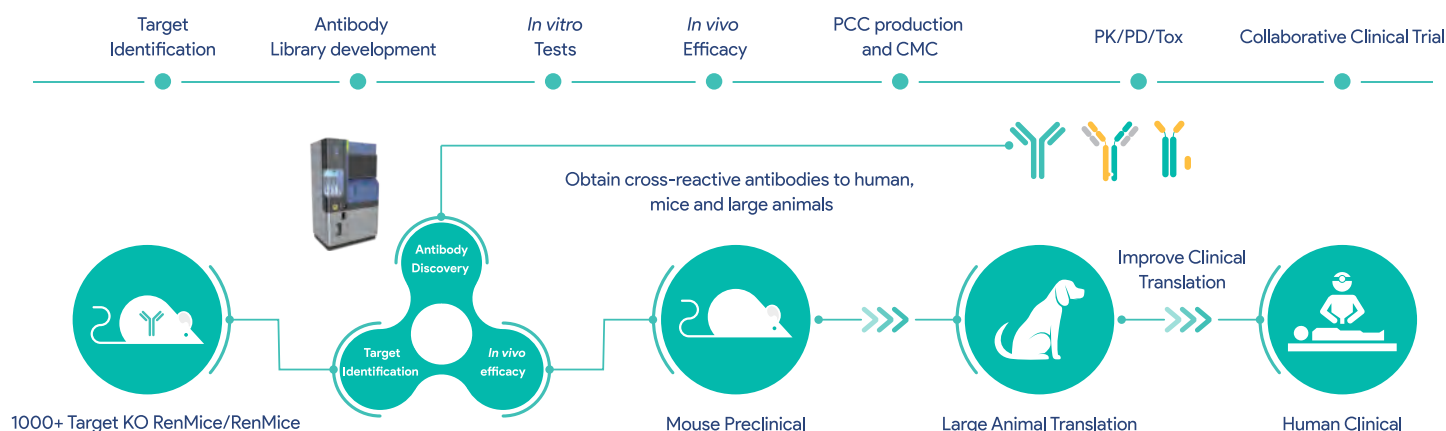 Target
Identification
Antibody
Library development
In vitro
Tests
In vivo
Efficacy
PCC production
and CMC
PK/PD/Tox
Collaborative Clinical Trial
Obtain cross-reactive antibodies to human,
mice and large animals
Antibody
Discovery
Target
Identification
In vivo
efficacy
Improve Clinical
Translation
1000+ Target KO RenMice/RenMice
Mouse Preclinical
Large Animal Translation
Human Clinical